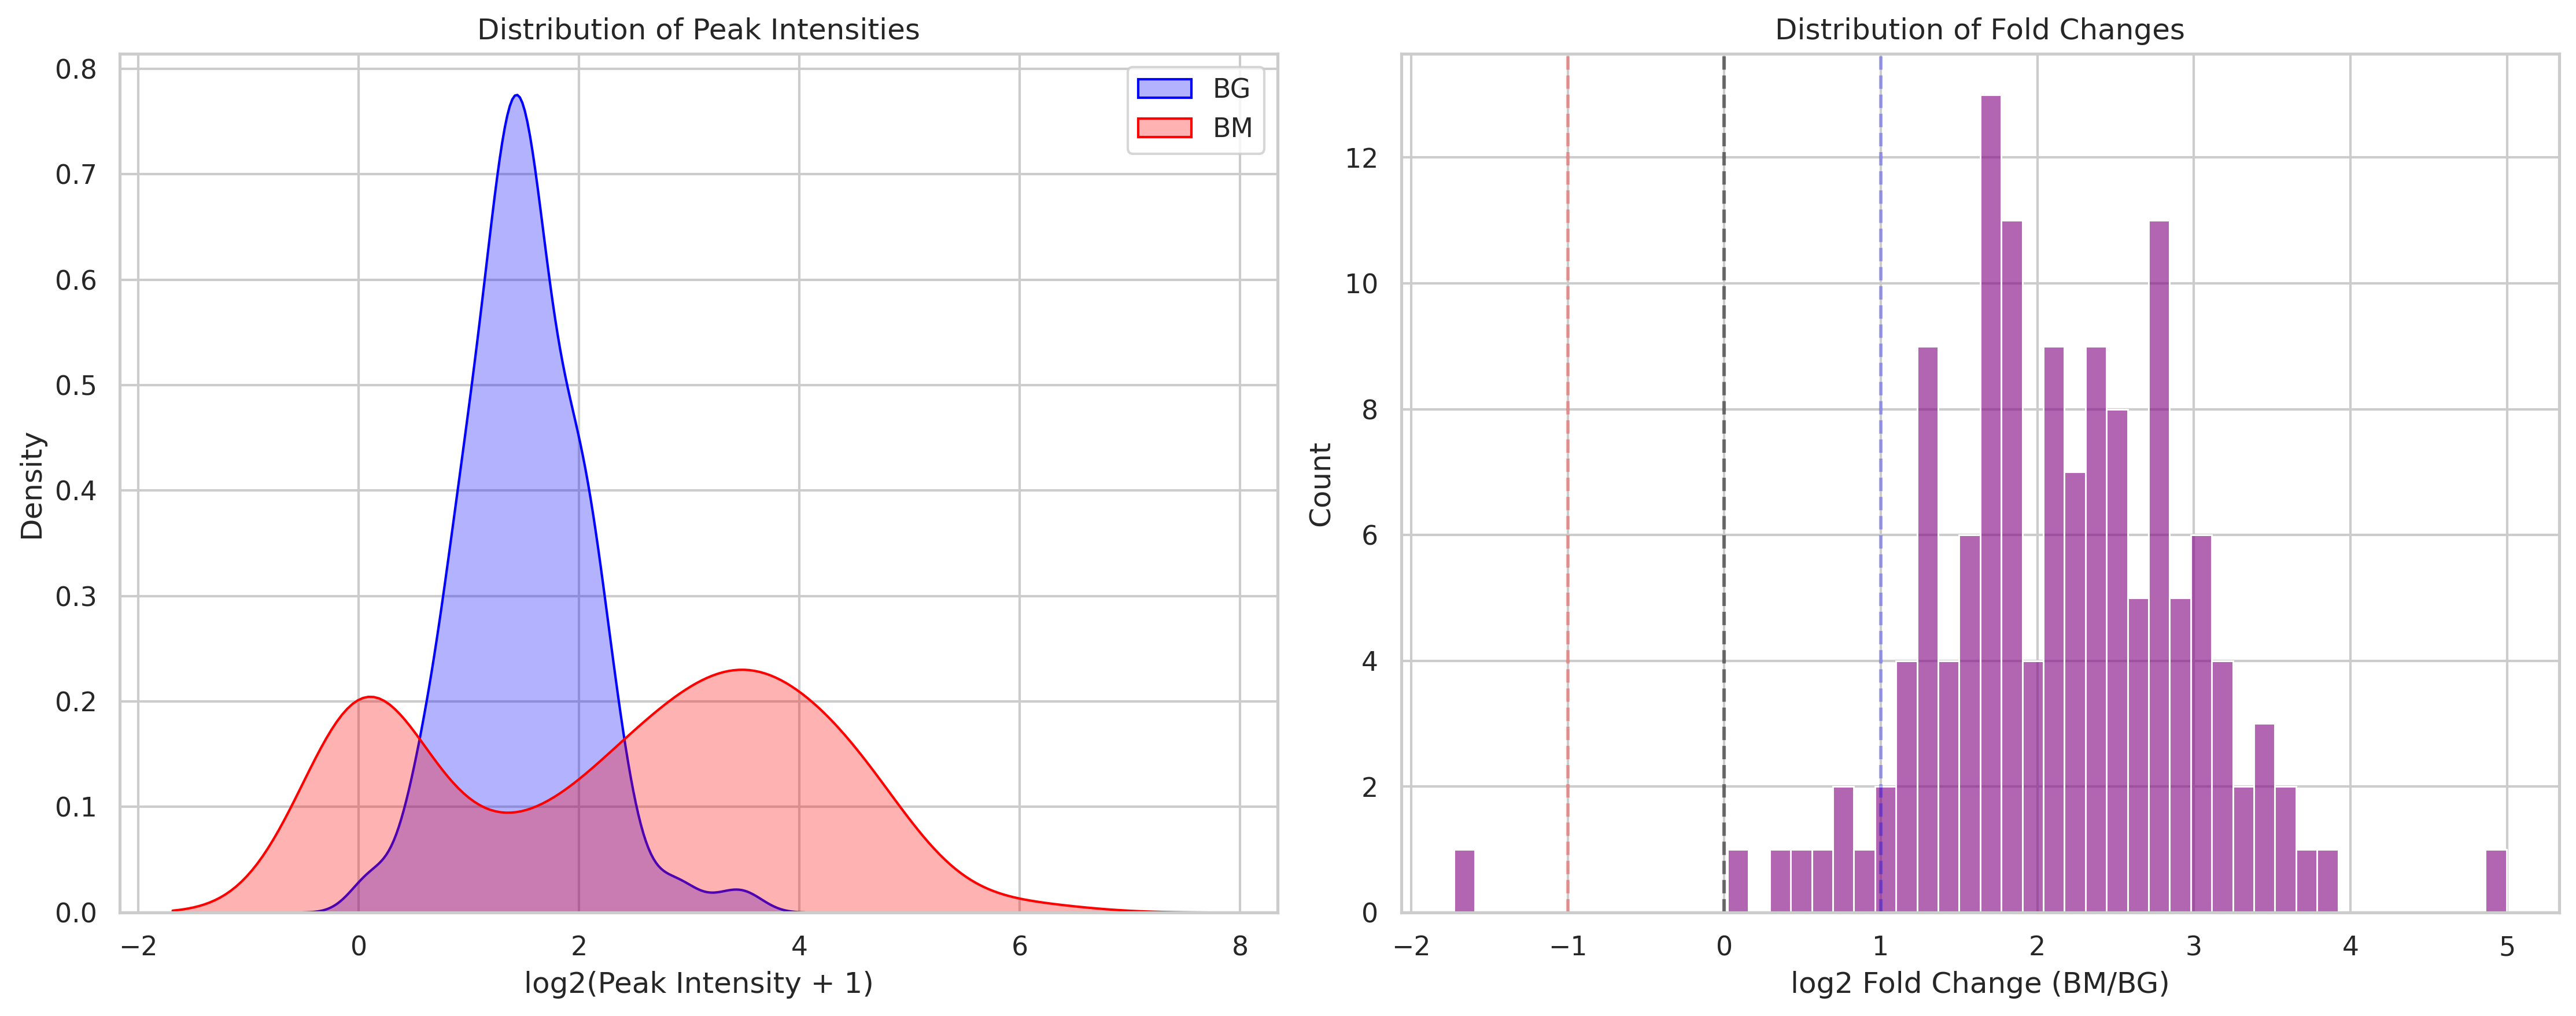 Distribution of Peak Intensities
Density
0.8
0.7
0.6
0.5
0.4
0.3
0.2
0.1
0.0
BG
BM
−2 0 2 4 6 8
log2(Peak Intensity + 1)
Distribution of Fold Changes
Count
12
10
8
6
4
2
0
−2 −1 0 1 2 3 4 5
log2 Fold Change (BM/BG)